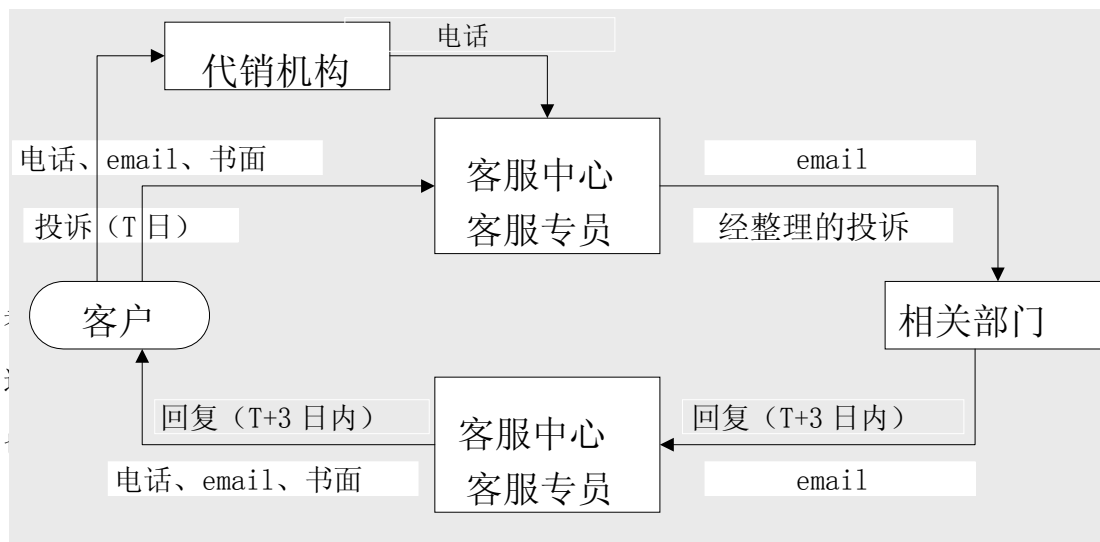 电话
代销机构
电话、email、书面
客服中心
客服专员
email
投诉（T 日）
经整理的投诉
客户
相关部门
回复（T+3 日内）
客服中心
客服专员
回复（T+3 日内）
电话、email、书面
email